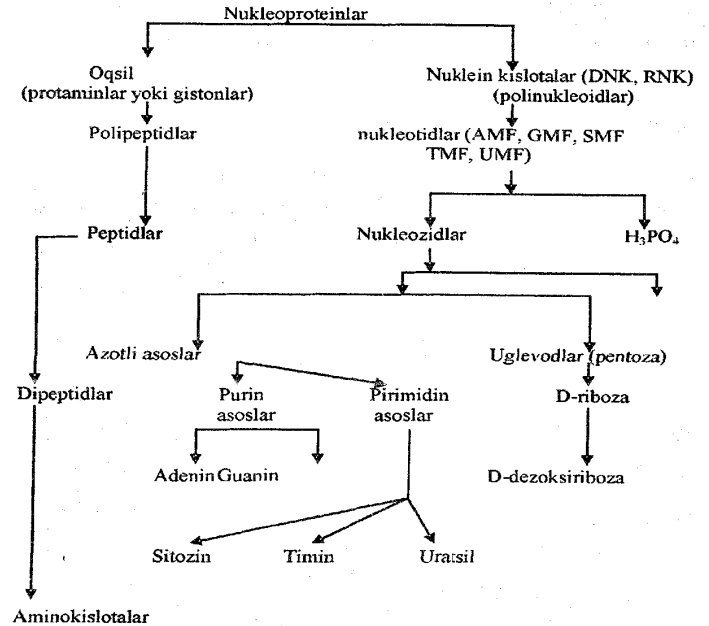 Nukleoproteinlar
Oqsil
(protaminlar yoki gistonlar)
Nuklein kislotalar (DNK, RNK)
(polinukleoidlar)
Polipeptidlar
nukleotidlar (AMF, GMF, SMF
TMF, UMF)
Peptidlar
Nukleozidlar
H₃PO₄
Azotli asoslar
Uglevodlar (pentoza)
Dipeptidlar
Purin
asoslar
Pirimidin
asoslar
D-riboza
Adenin Guanin
D-dezoksiriboza
Sitozin
Timin
Uratsil
Aminokislotalar